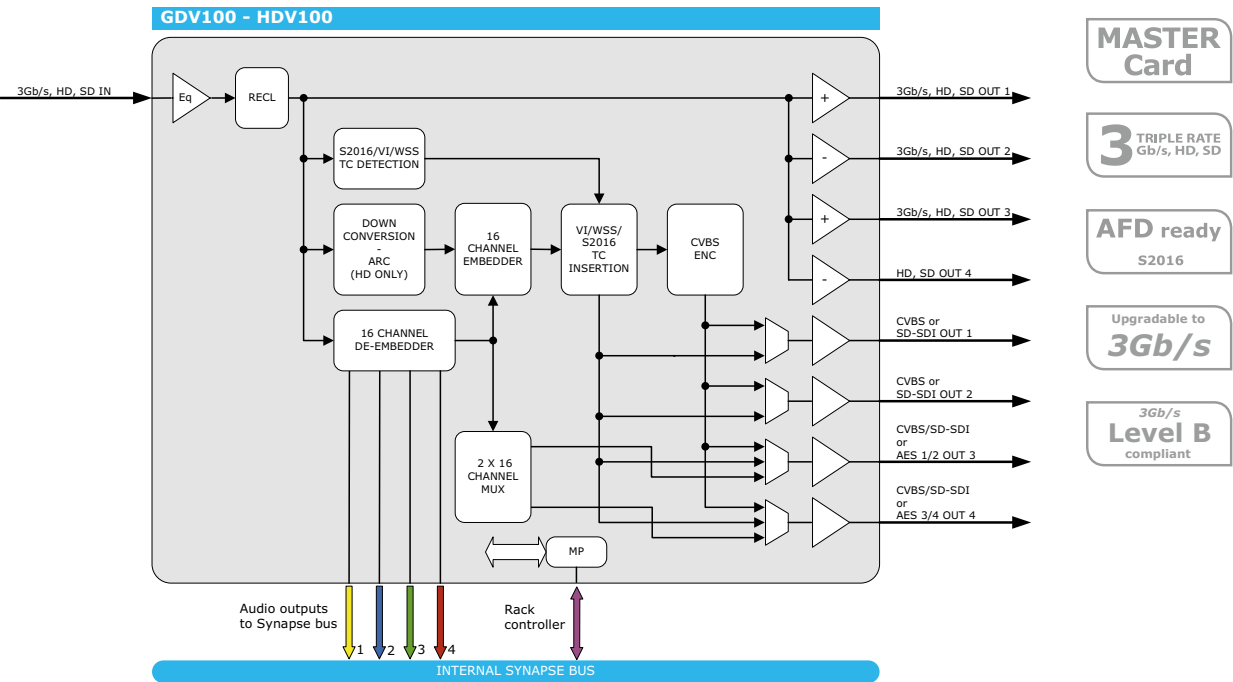 GDV100 - HDV100
3Gb/s, HD, SD IN
Eq
RECL
S2016/VI/WSS
TC DETECTION
DOWN
CONVERSION
-
ARC
(HD ONLY)
16
CHANNEL
EMBEDDER
VI/WSS/
S2016
TC
INSERTION
CVBS
ENC
16 CHANNEL
DE-EMBEDDER
2 X 16
CHANNEL
MUX
MP
+
-
+
-
3Gb/s, HD, SD OUT 1
3Gb/s, HD, SD OUT 2
3Gb/s, HD, SD OUT 3
HD, SD OUT 4
CVBS or
SD-SDI OUT 1
CVBS or
SD-SDI OUT 2
CVBS/SD-SDI
or
AES 1/2 OUT 3
CVBS/SD-SDI
or
AES 3/4 OUT 4
Audio outputs
to Synapse bus
1
2
3
4
Rack
controller
INTERNAL SYNAPSE BUS
MASTER
Card
3 TRIPLE RATE
Gb/s, HD, SD
AFD ready
S2016
Upgradable to
3Gb/s
3Gb/s
Level B
compliant